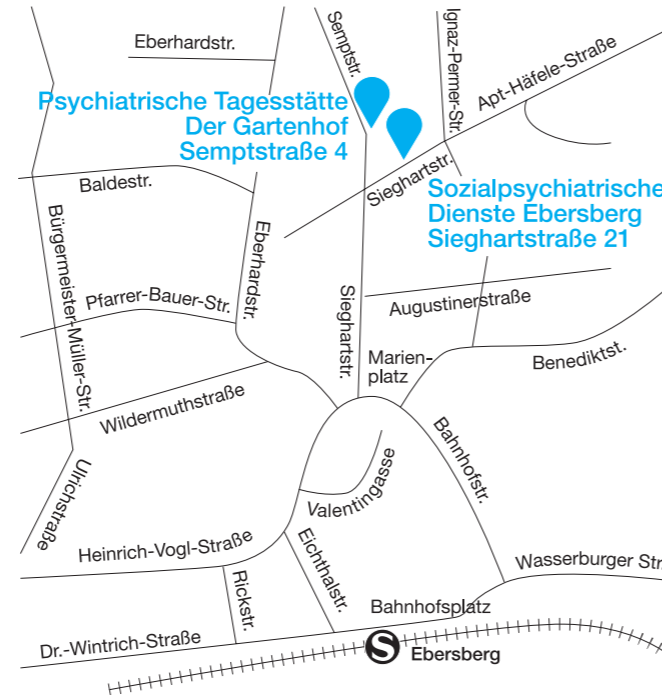 Semptstr.
Ignaz-Permer-Str.
Eberhardstr.
Apt-Häfele-Straße
Psychiatrische Tagesstätte
Der Gartenhof
Semptstraße 4
Sieghartstr.
Sozialpsychiatrische
Dienste Ebersberg
Sieghartstraße 21
Baldestr.
Bürgermeister-Müller-Str.
Eberhardstr.
Pfarrer-Bauer-Str.
Sieghartstr.
Augustinerstraße
Marien-
platz
Benediktst.
Wildermuthstraße
Bahnhofstr.
Ulrichstraße
Valentingasse
Heinrich-Vogl-Straße
Eichthalstr.
Rickstr.
Wasserburger Str.
Bahnhofsplatz
Dr.-Wintrich-Straße
S
Ebersberg